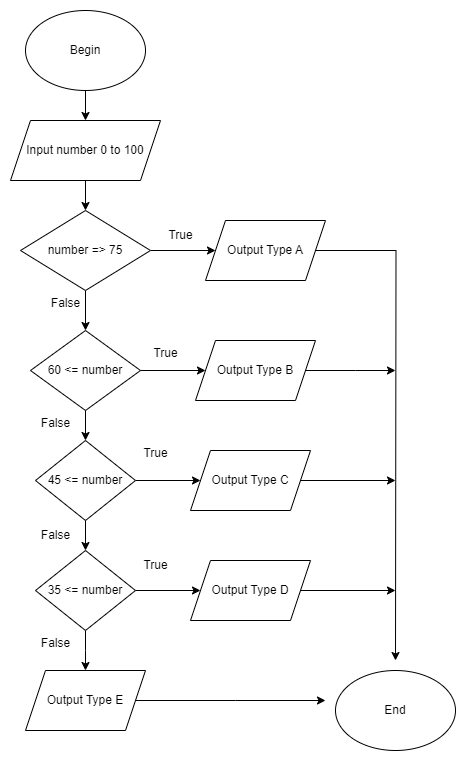 Begin
Input number 0 to 100
number => 75
True
Output Type A
False
60 <= number
True
Output Type B
False
45 <= number
True
Output Type C
False
35 <= number
True
Output Type D
False
Output Type E
End